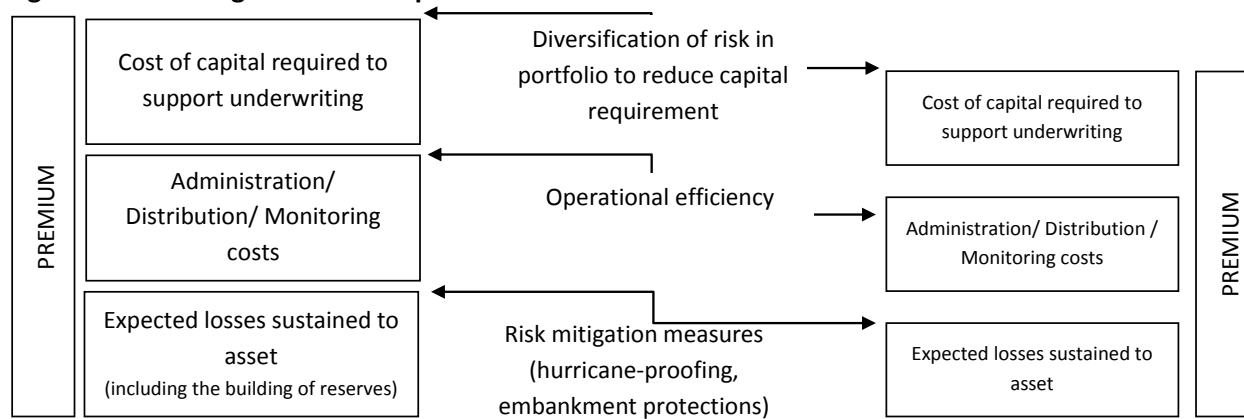 PREMIUM
Cost of capital required to
support underwriting
Administration/
Distribution/ Monitoring
costs
Expected losses sustained to
asset
(including the building of reserves)
Diversification of risk in
portfolio to reduce capital
requirement
Operational efficiency
Risk mitigation measures
(hurricane-proofing,
embankment protections)
Cost of capital required to
support underwriting
Administration/ Distribution /
Monitoring costs
Expected losses sustained to
asset
PREMIUM